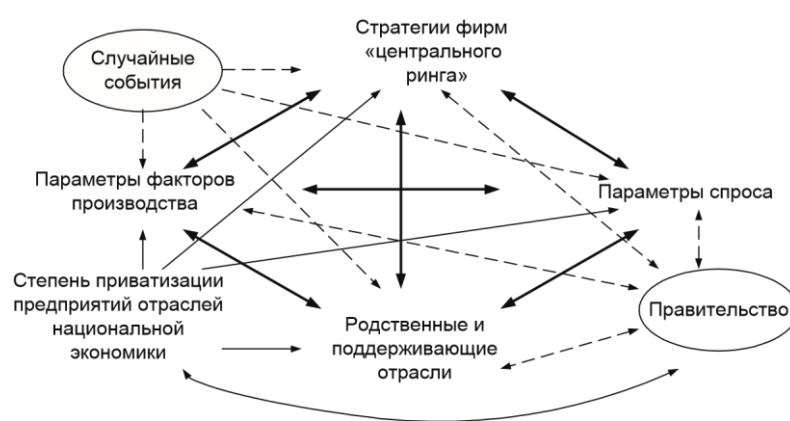 Стратегии фирм
«центрального
ринга»
Случайные
события
Параметры факторов
производства
Параметры спроса
Степень приватизации
предприятий отраслей
национальной
экономики
Родственные и
поддерживающие
отрасли
Правительство